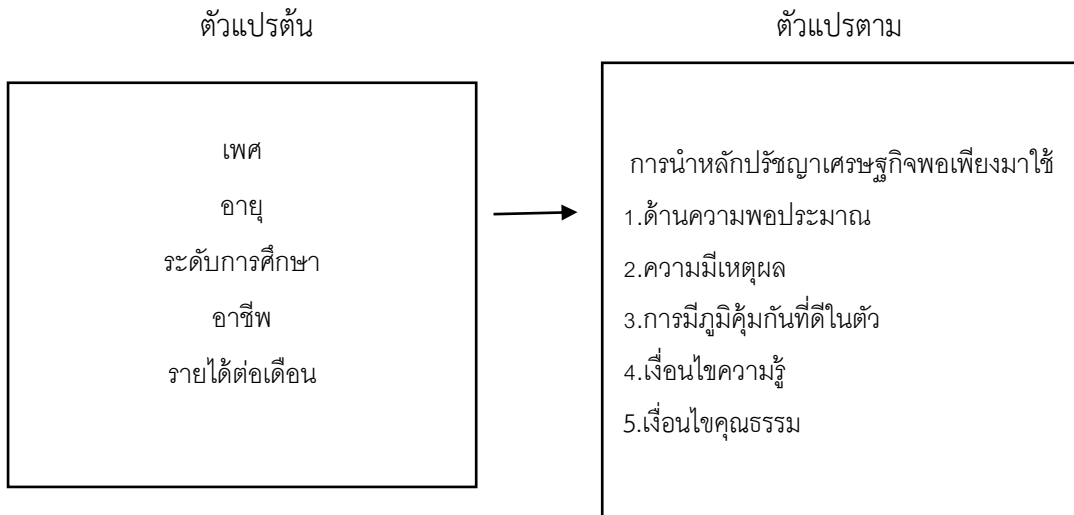 ตัวแปรต้น
เพศ
อายุ
ระดับการศึกษา
อาชีพ
รายได้ต่อเดือน
ตัวแปรตาม
การนำหลักปรัชญาเศรษฐกิจพอเพียงมาใช้
1.ด้านความพอประมาณ
2.ความมีเหตุผล
3.การมีภูมิคุ้มกันที่ดีในตัว
4.เงื่อนไขความรู้
5.เงื่อนไขคุณธรรม